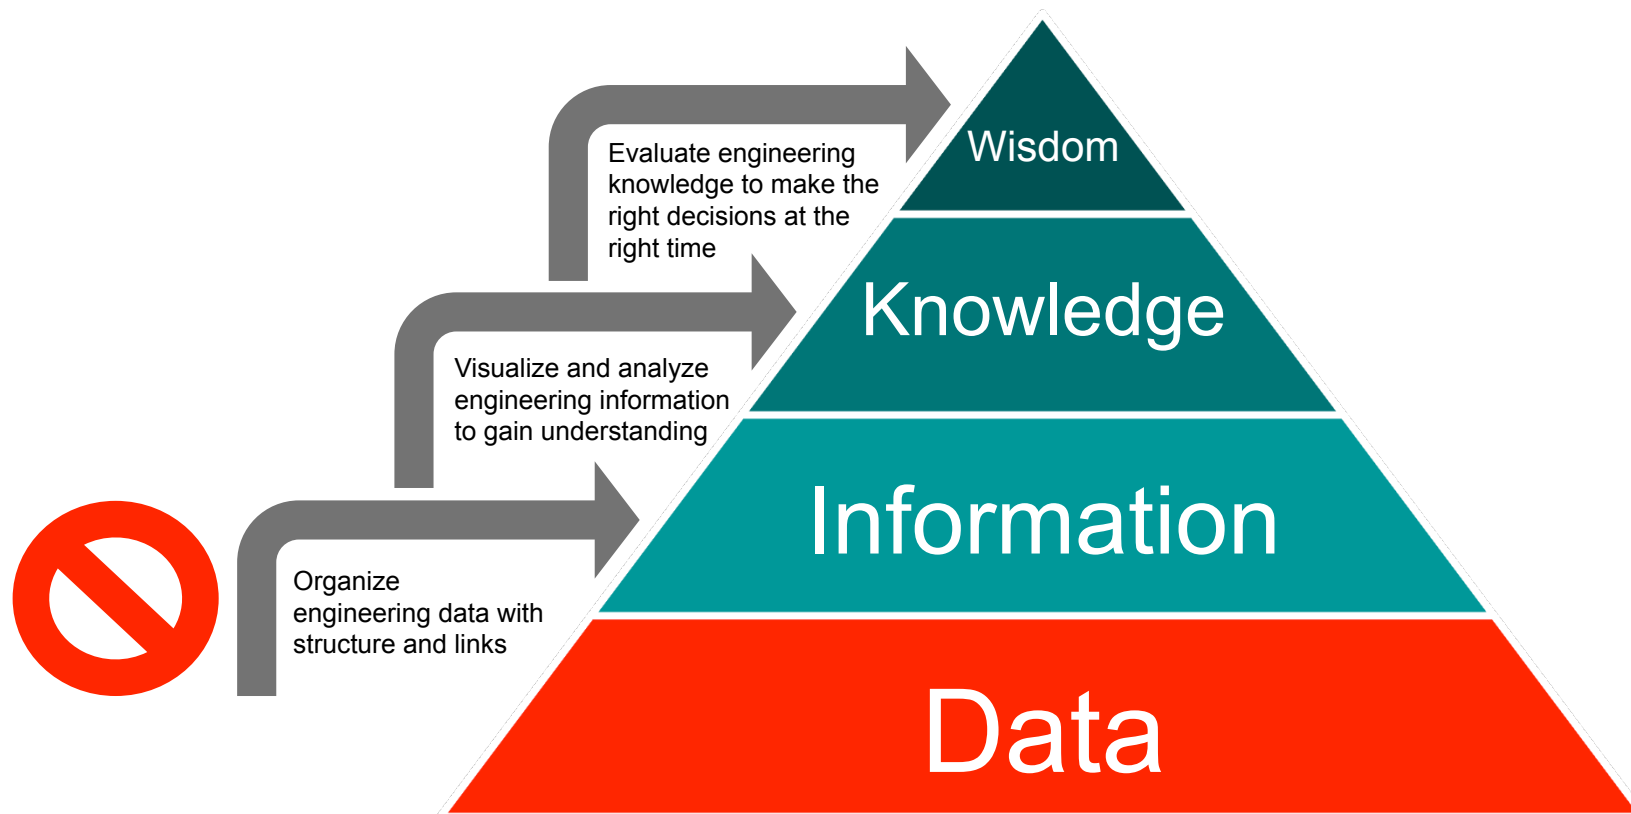 Wisdom
Evaluate engineering
knowledge to make the
right decisions at the
right time
Knowledge
Visualize and analyze
engineering information
to gain understanding
Information
Organize
engineering data with
structure and links
Data